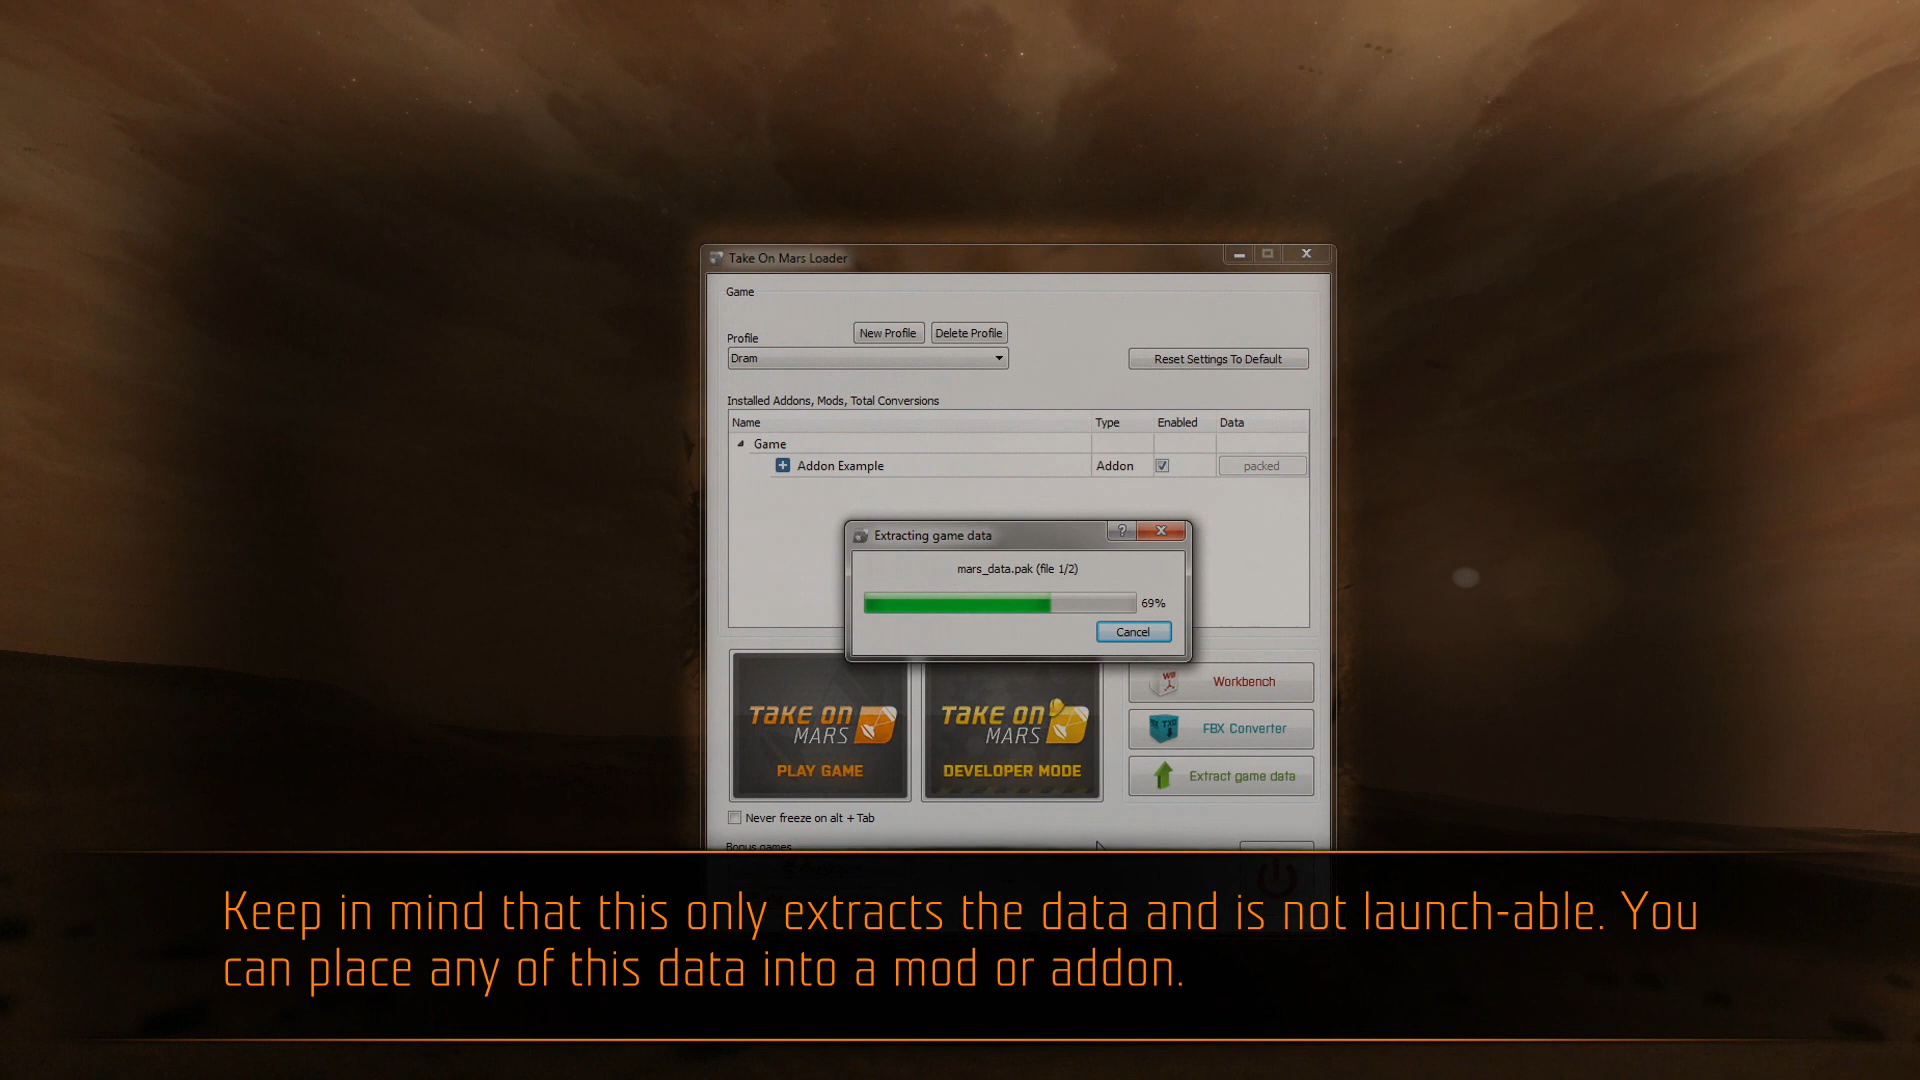 Take On Mars Loader
Game
New Profile Delete Profile
Profile
Dram
Reset Settings To Default
Installed Addons, Mods, Total Conversions
Name Type Enabled Data
Game
Addon Example Addon packed
Extracting game data
mars_data.pak (file 1/2)
69%
Cancel
TAKE ON
MARS
PLAY GAME
TAKE ON
MARS
DEVELOPER MODE
Workbench
FBX Converter
Extract game data
Never freeze on alt + Tab
Bonus games
Keep in mind that this only extracts the data and is not launch-able. You
can place any of this data into a mod or addon.